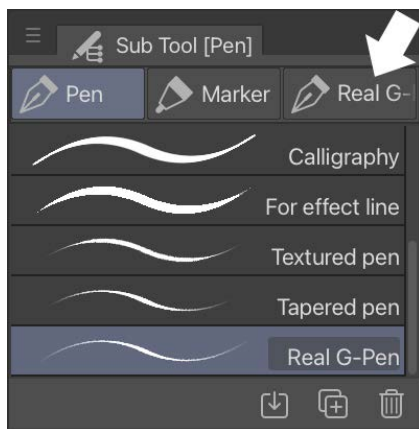 Sub Tool [Pen]
Pen Marker Real G-
Calligraphy
For effect line
Textured pen
Tapered pen
Real G-Pen